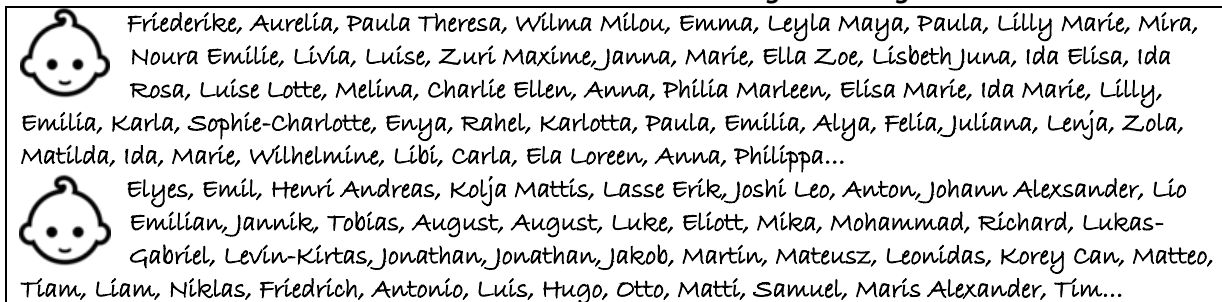 Friederike, Aurelia, Paula Theresa, Wilma Milou, Emma, Leyla Maya, Paula, Lilly Marie, Mira,
Noura Emilie, Livia, Luise, Zuri Maxime, Janna, Marie, Ella Zoe, Lisbeth Juna, Ida Elisa, Ida
Rosa, Luise Lotte, Melina, Charlie Ellen, Anna, Philia Marleen, Elisa Marie, Ida Marie, Lilly,
Emilia, Karla, Sophie-Charlotte, Enya, Rahel, Karlotta, Paula, Emilia, Alya, Felia, Juliana, Lenja, Zola,
Matilda, Ida, Marie, Wilhelmine, Libi, Carla, Ela Loreen, Anna, Philippa...
Elyes, Emil, Henri Andreas, Kolja Mattis, Lasse Erik, Joshi Leo, Anton, Johann Alexsander, Lio
Emilian, Jannik, Tobias, August, August, Luke, Eliott, Mika, Mohammad, Richard, Lukas-
Gabriel, Levin-Kirtas, Jonathan, Jonathan, Jakob, Martin, Mateusz, Leonidas, Korey Can, Matteo,
Tiam, Liam, Niklas, Friedrich, Antonio, Luis, Hugo, Otto, Matti, Samuel, Maris Alexander, Tim...